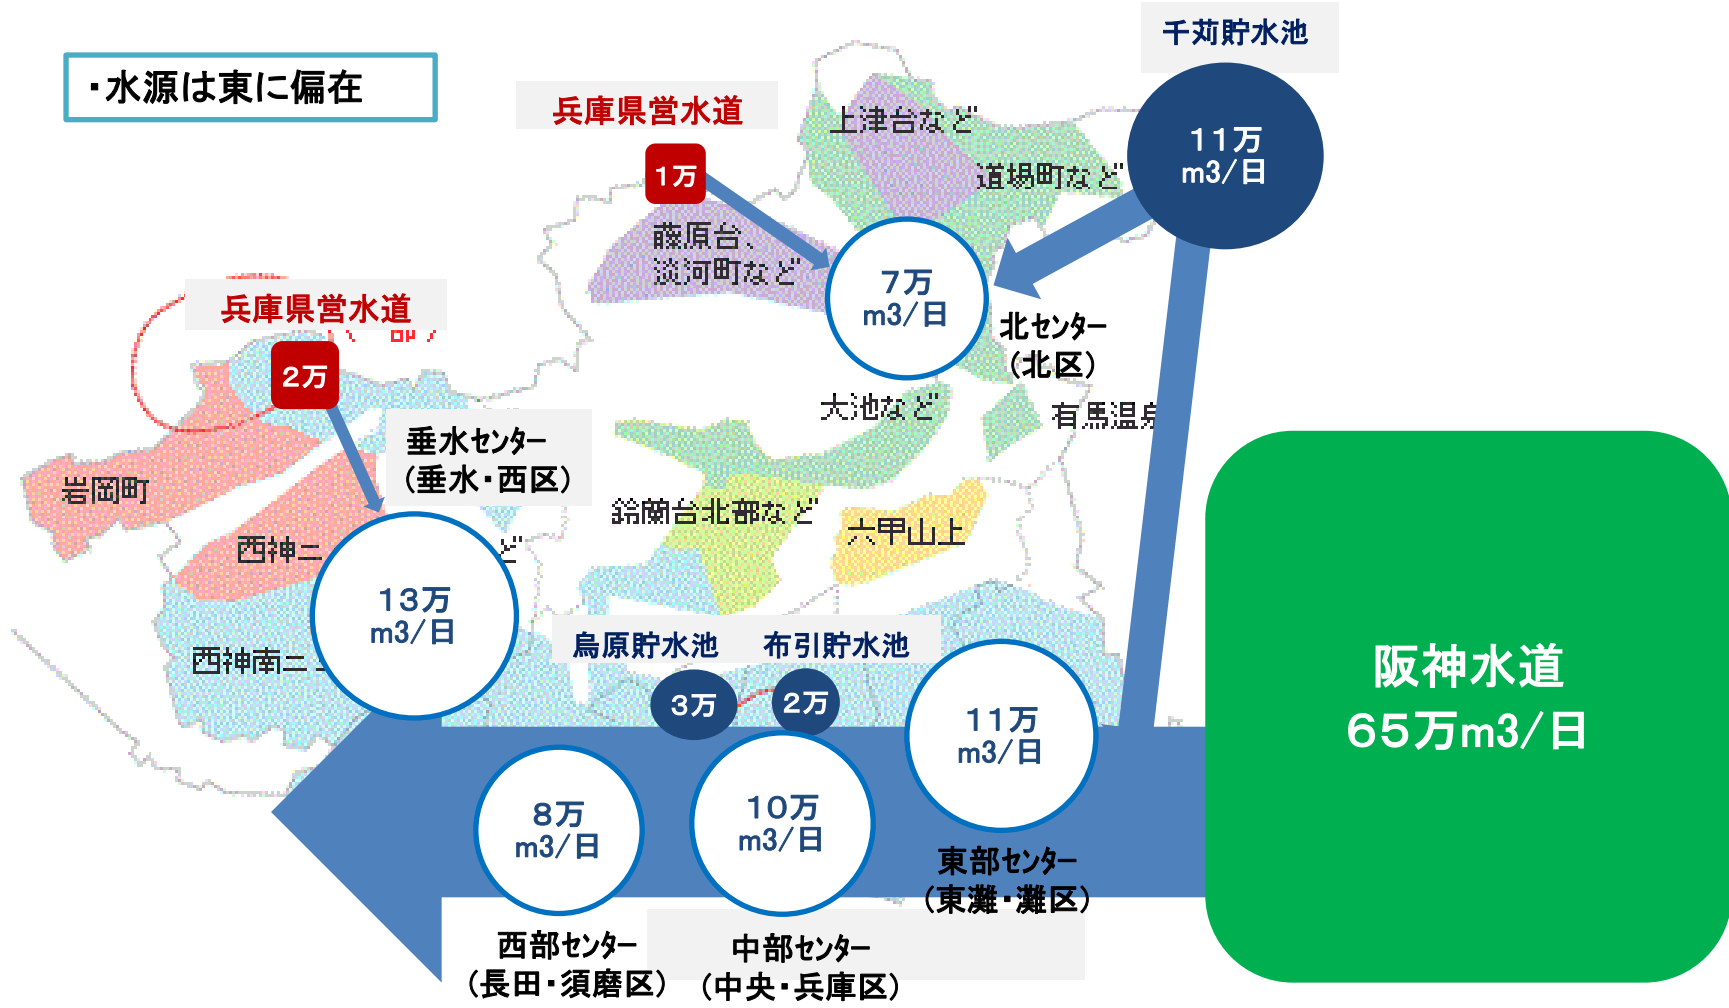 ・水源は東に偏在
千苅貯水池
11万
m3/日
兵庫県営水道
1万
上津台など
道場町など
藤原台、
淡河町など
7万
m3/日
北センター
(北区)
兵庫県営水道
2万
垂水センター
(垂水・西区)
大池など
有馬温泉
岩岡町
鈴蘭台北部など
六甲山上
西神ニ
ど
13万
m3/日
西神南ニ
烏原貯水池
布引貯水池
3万
2万
11万
m3/日
阪神水道
65万m3/日
8万
m3/日
10万
m3/日
東部センター
(東灘・灘区)
西部センター
(長田・須磨区)
中部センター
(中央・兵庫区)